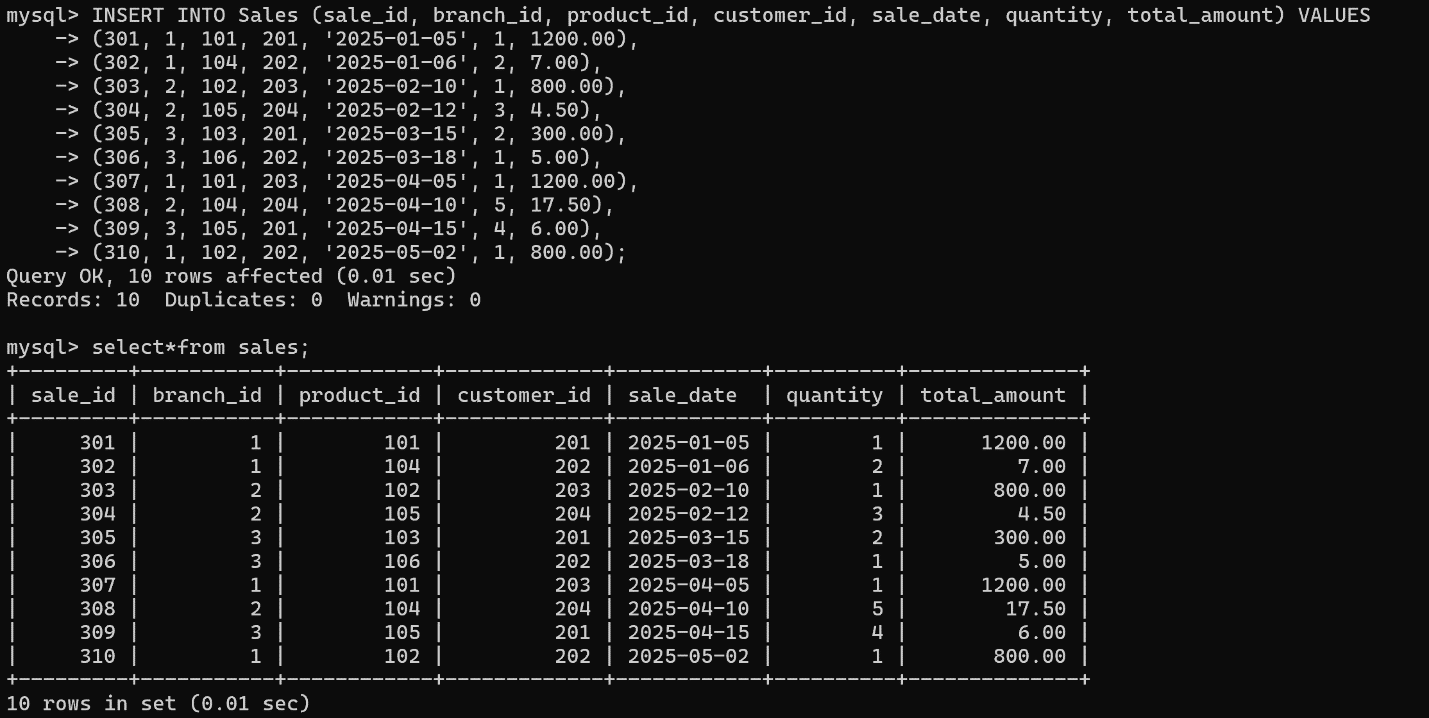 mysql> INSERT INTO Sales (sale_id, branch_id, product_id, customer_id, sale_date, quantity, total_amount) VALUES
    -> (301, 1, 101, 201, '2025-01-05', 1, 1200.00),
    -> (302, 1, 104, 202, '2025-01-06', 2, 7.00),
    -> (303, 2, 102, 203, '2025-02-10', 1, 800.00),
    -> (304, 2, 105, 204, '2025-02-12', 3, 4.50),
    -> (305, 3, 103, 201, '2025-03-15', 2, 300.00),
    -> (306, 3, 106, 202, '2025-03-18', 1, 5.00),
    -> (307, 1, 101, 203, '2025-04-05', 1, 1200.00),
    -> (308, 2, 104, 204, '2025-04-10', 5, 17.50),
    -> (309, 3, 105, 201, '2025-04-15', 4, 6.00),
    -> (310, 1, 102, 202, '2025-05-02', 1, 800.00);
Query OK, 10 rows affected (0.01 sec)
Records: 10  Duplicates: 0  Warnings: 0

mysql> select*from sales;
+---------+-----------+------------+-------------+------------+----------+--------------+
| sale_id | branch_id | product_id | customer_id | sale_date  | quantity | total_amount |
+---------+-----------+------------+-------------+------------+----------+--------------+
|     301 |         1 |        101 |         201 | 2025-01-05 |        1 |      1200.00 |
|     302 |         1 |        104 |         202 | 2025-01-06 |        2 |         7.00 |
|     303 |         2 |        102 |         203 | 2025-02-10 |        1 |       800.00 |
|     304 |         2 |        105 |         204 | 2025-02-12 |        3 |         4.50 |
|     305 |         3 |        103 |         201 | 2025-03-15 |        2 |       300.00 |
|     306 |         3 |        106 |         202 | 2025-03-18 |        1 |         5.00 |
|     307 |         1 |        101 |         203 | 2025-04-05 |        1 |      1200.00 |
|     308 |         2 |        104 |         204 | 2025-04-10 |        5 |        17.50 |
|     309 |         3 |        105 |         201 | 2025-04-15 |        4 |         6.00 |
|     310 |         1 |        102 |         202 | 2025-05-02 |        1 |       800.00 |
+---------+-----------+------------+-------------+------------+----------+--------------+
10 rows in set (0.01 sec)